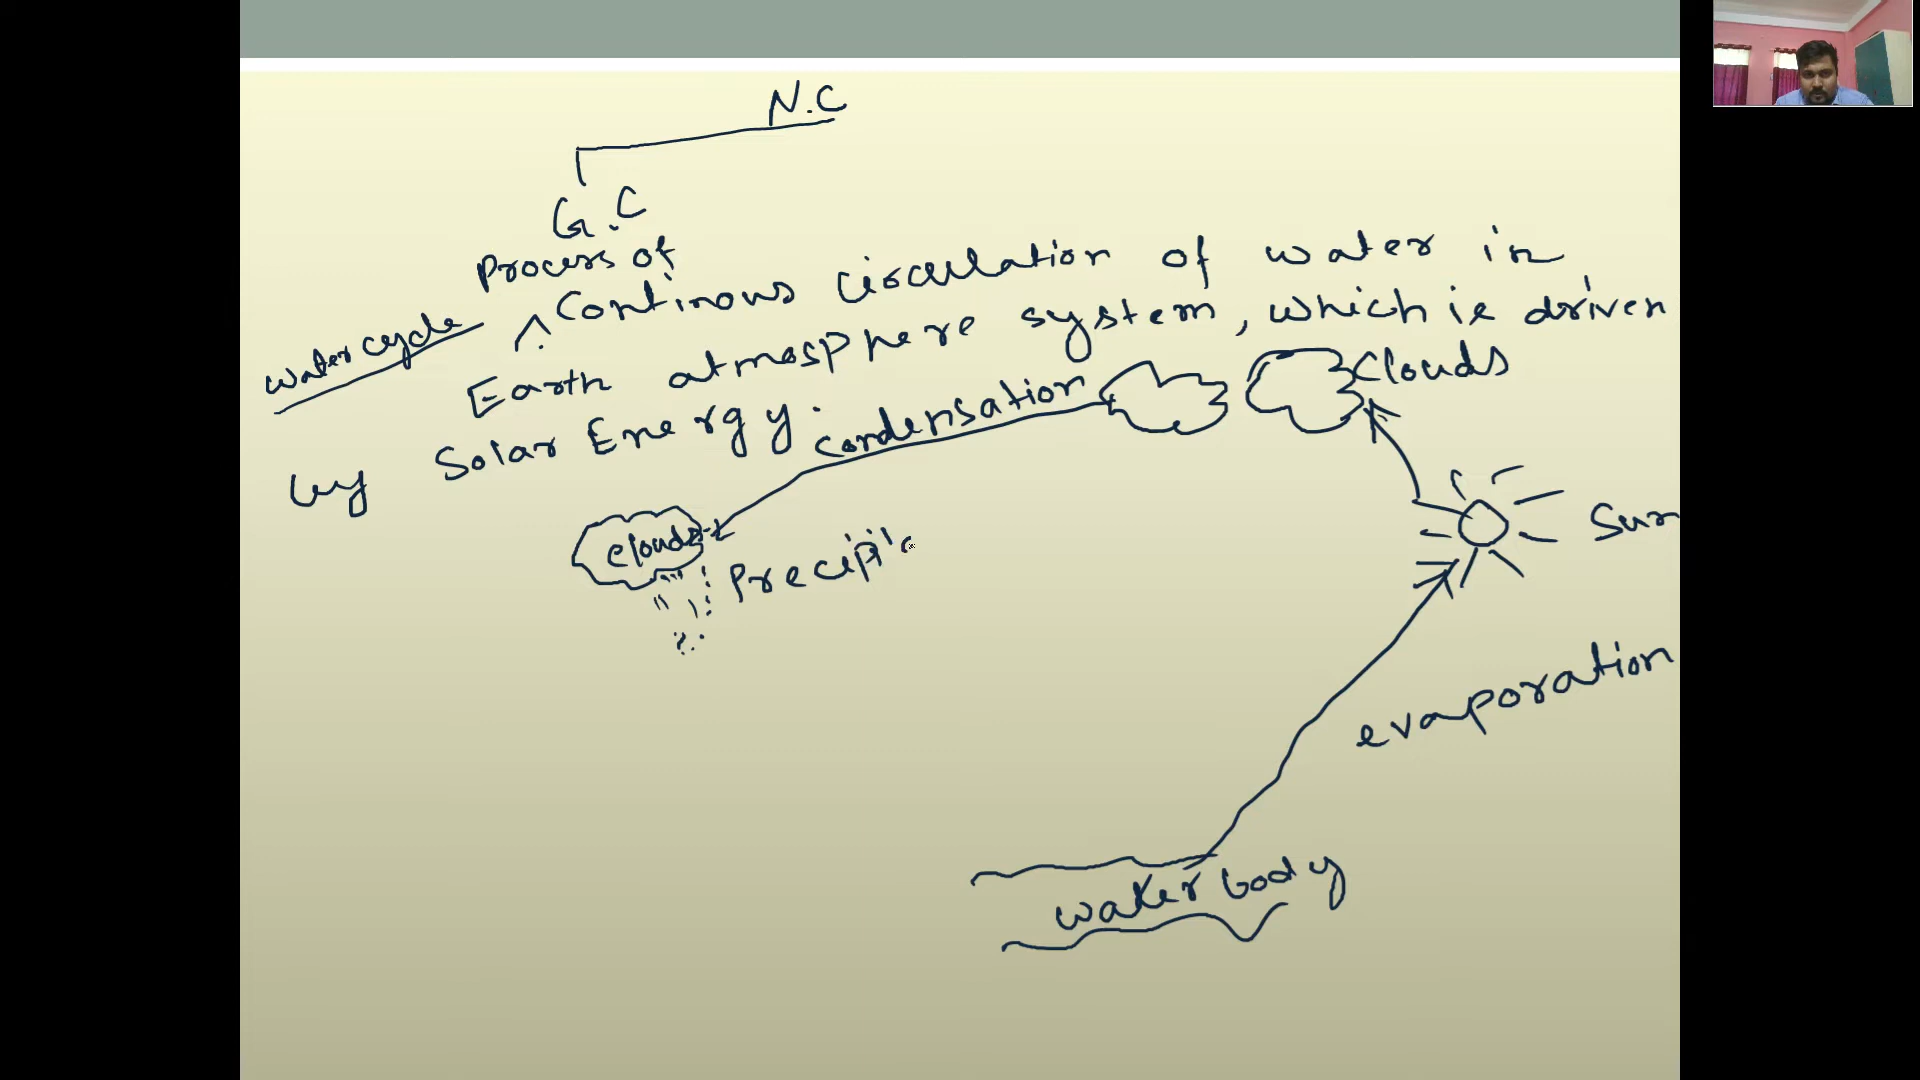 N.C
G.C
Process of
water cycle ^ Continous circulation of water in
Earth atmosphere system, which is driven
by Solar Energy.
condensation
clouds
clouds
Precipita
Sun
evaporation
water body